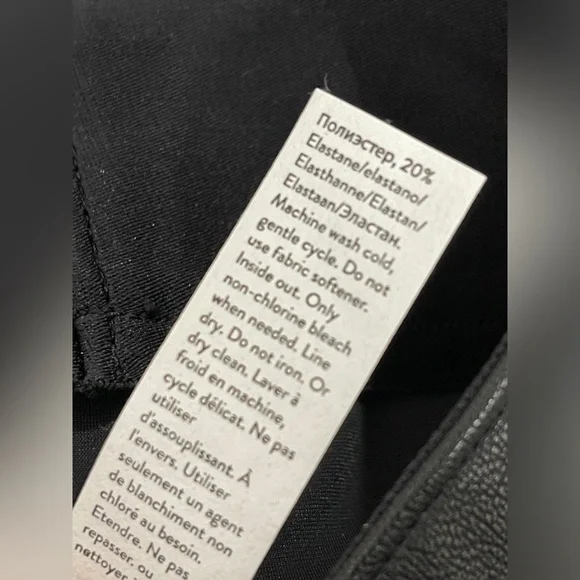 Полиэстер, 20%
Elastane/elastano/
Elasthanne/Elastan/
Elastaan/Эластан.
Machine wash cold,
gentle cycle. Do not
use fabric softener.
Inside out. Only
non-chlorine bleach
when needed. Line
dry. Do not iron. Or
dry clean. Laver à
froid en machine,
cycle délicat. Ne pas
utiliser
d'assouplissant. À
l'envers. Utiliser
seulement un agent
de blanchiment non
chloré au besoin.
Etendre. Ne pas
repasser. ou
nettoyer